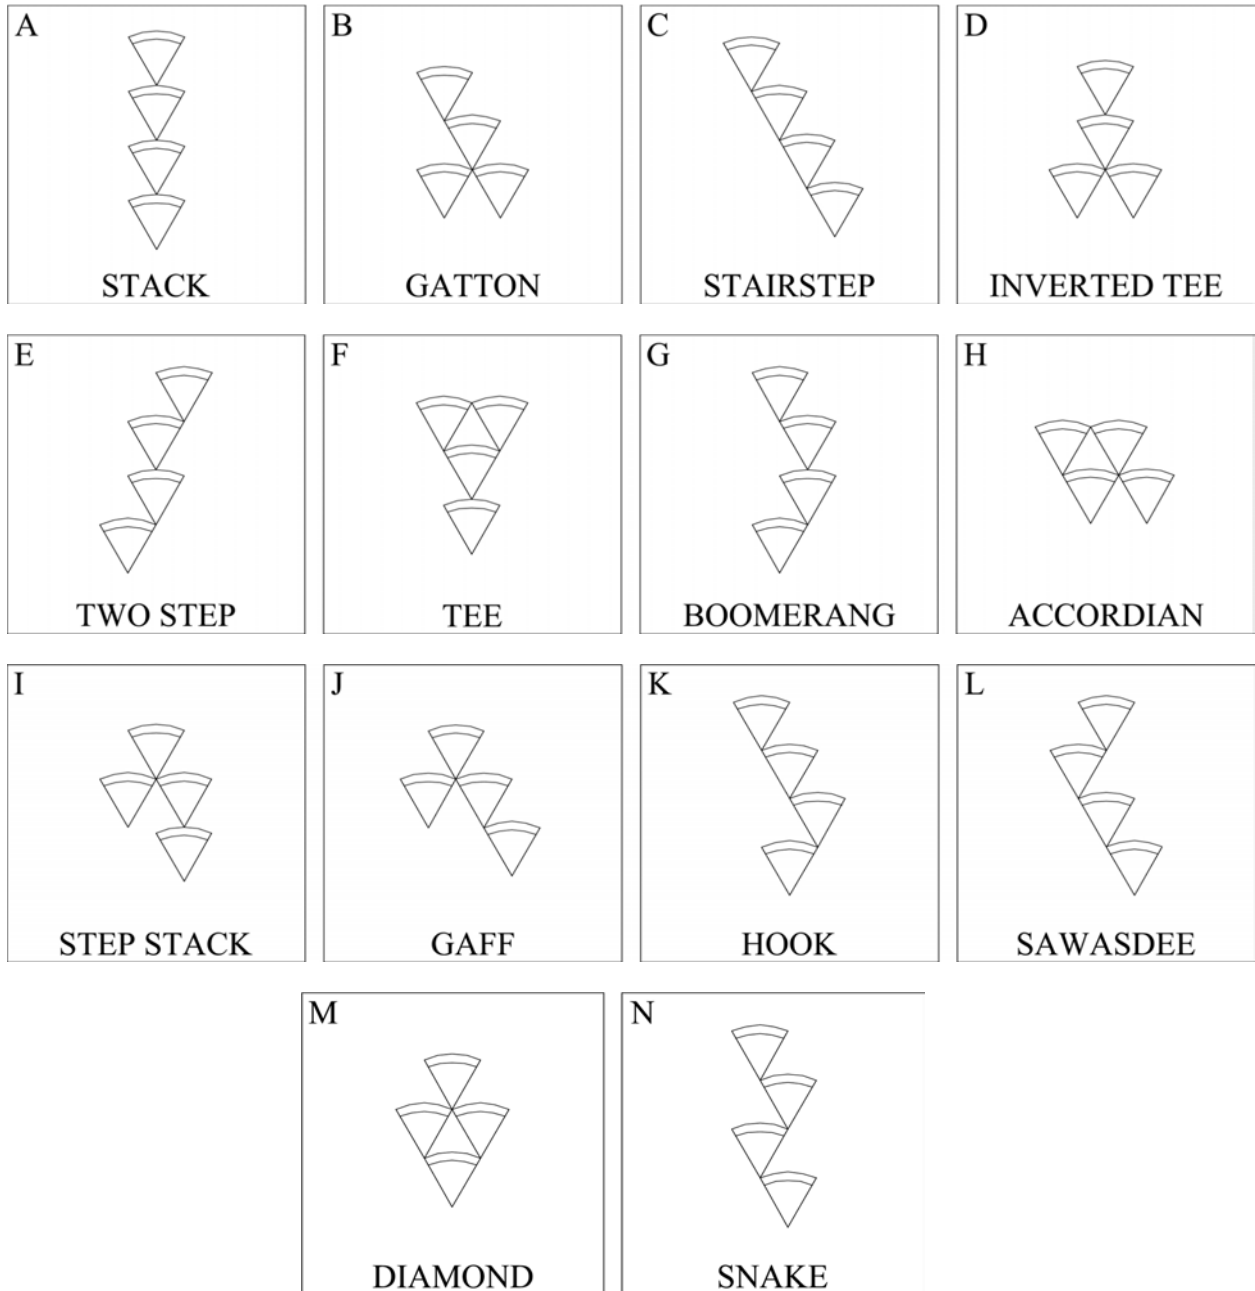 A
STACK
B
GATTON
C
STAIRSTEP
D
INVERTED TEE
E
TWO STEP
F
TEE
G
BOOMERANG
H
ACCORDIAN
I
STEP STACK
J
GAFF
K
HOOK
L
SAWASDEE
M
DIAMOND
N
SNAKE